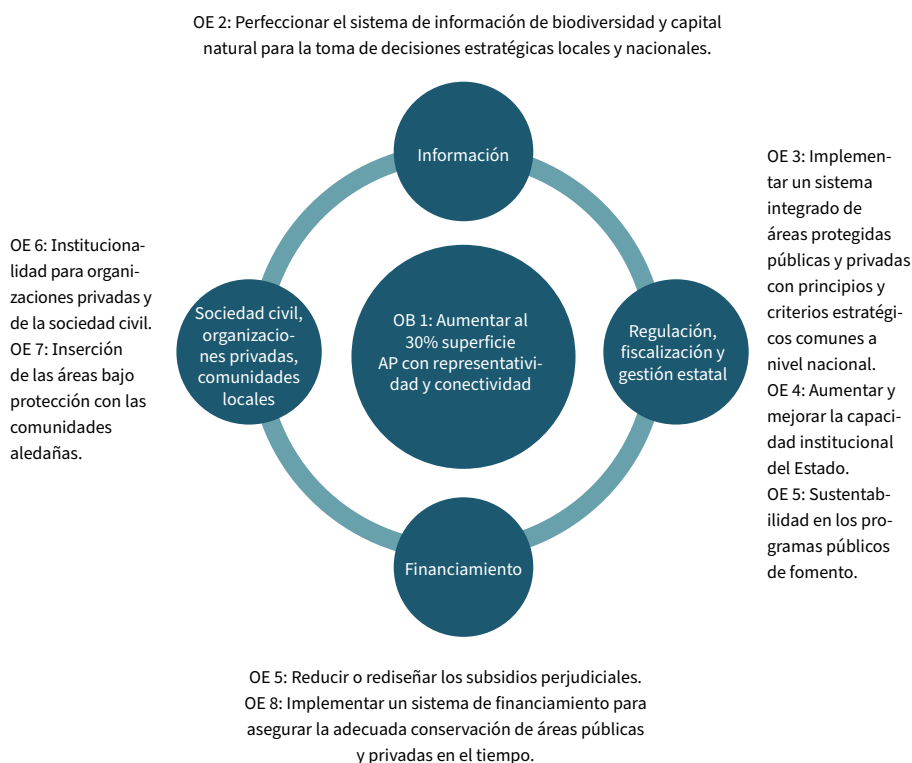 OE 2: Perfeccionar el sistema de información de biodiversidad y capital
natural para la toma de decisiones estratégicas locales y nacionales.
Información
OE 3: Implemen-
tar un sistema
integrado de
áreas protegidas
públicas y privadas
con principios y
criterios estratégi-
cos comunes a
nivel nacional.
OE 4: Aumentar y
mejorar la capaci-
dad institucional
del Estado.
OE 5: Sustentab-
ilidad en los pro-
gramas públicos
de fomento.
OE 6: Instituciona-
lidad para organi-
zaciones privadas y
de la sociedad civil.
OE 7: Inserción
de las áreas bajo
protección con las
comunidades
aledañas.
Sociedad civil,
organizacio-
nes privadas,
comunidades
locales
OB 1: Aumentar al
30% superficie
AP con representativi-
dad y conectividad
Regulación,
fiscalización y
gestión estatal
Financiamiento
OE 5: Reducir o rediseñar los subsidios perjudiciales.
OE 8: Implementar un sistema de financiamiento para
asegurar la adecuada conservación de áreas públicas
y privadas en el tiempo.